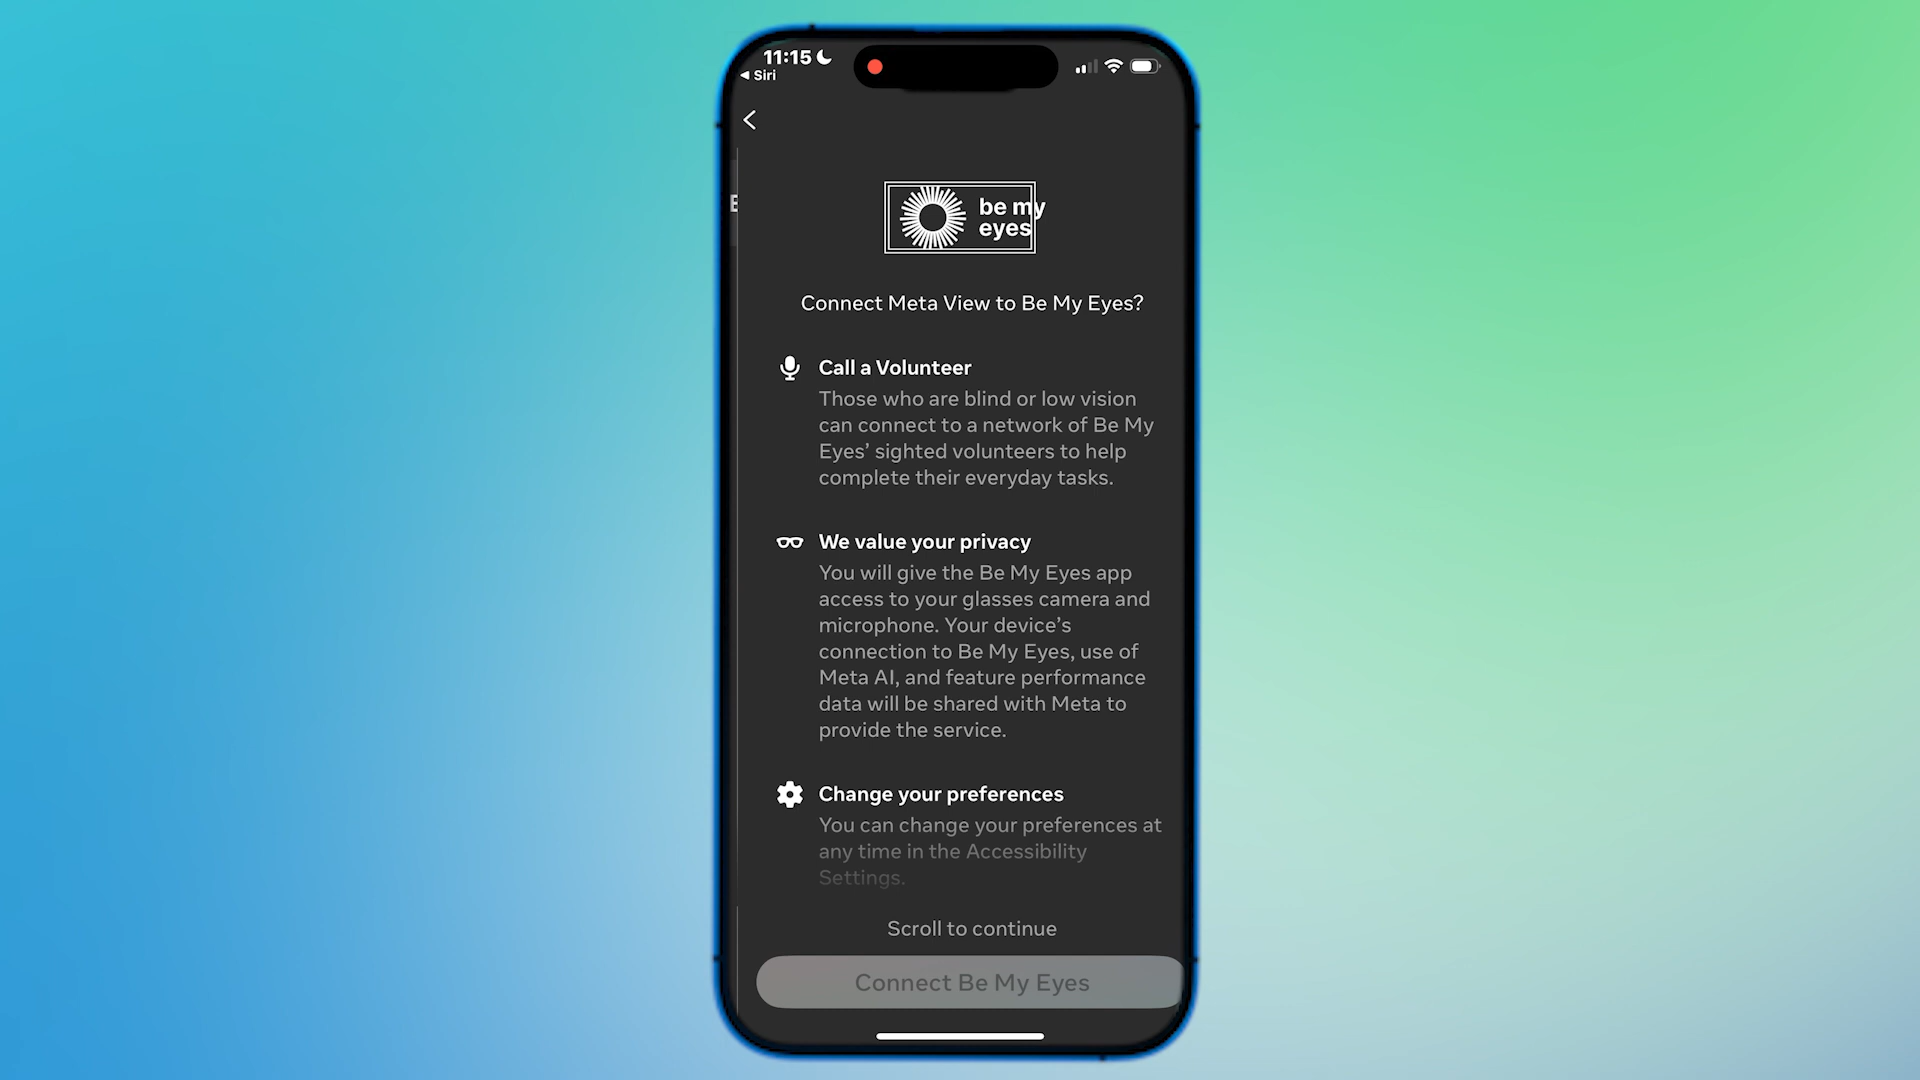 11:15
◀ Siri
E
be my
eyes
Connect Meta View to Be My Eyes?
Call a Volunteer
Those who are blind or low vision
can connect to a network of Be My
Eyes’ sighted volunteers to help
complete their everyday tasks.
We value your privacy
You will give the Be My Eyes app
access to your glasses camera and
microphone. Your device’s
connection to Be My Eyes, use of
Meta AI, and feature performance
data will be shared with Meta to
provide the service.
Change your preferences
You can change your preferences at
any time in the Accessibility
Settings.
Scroll to continue
Connect Be My Eyes